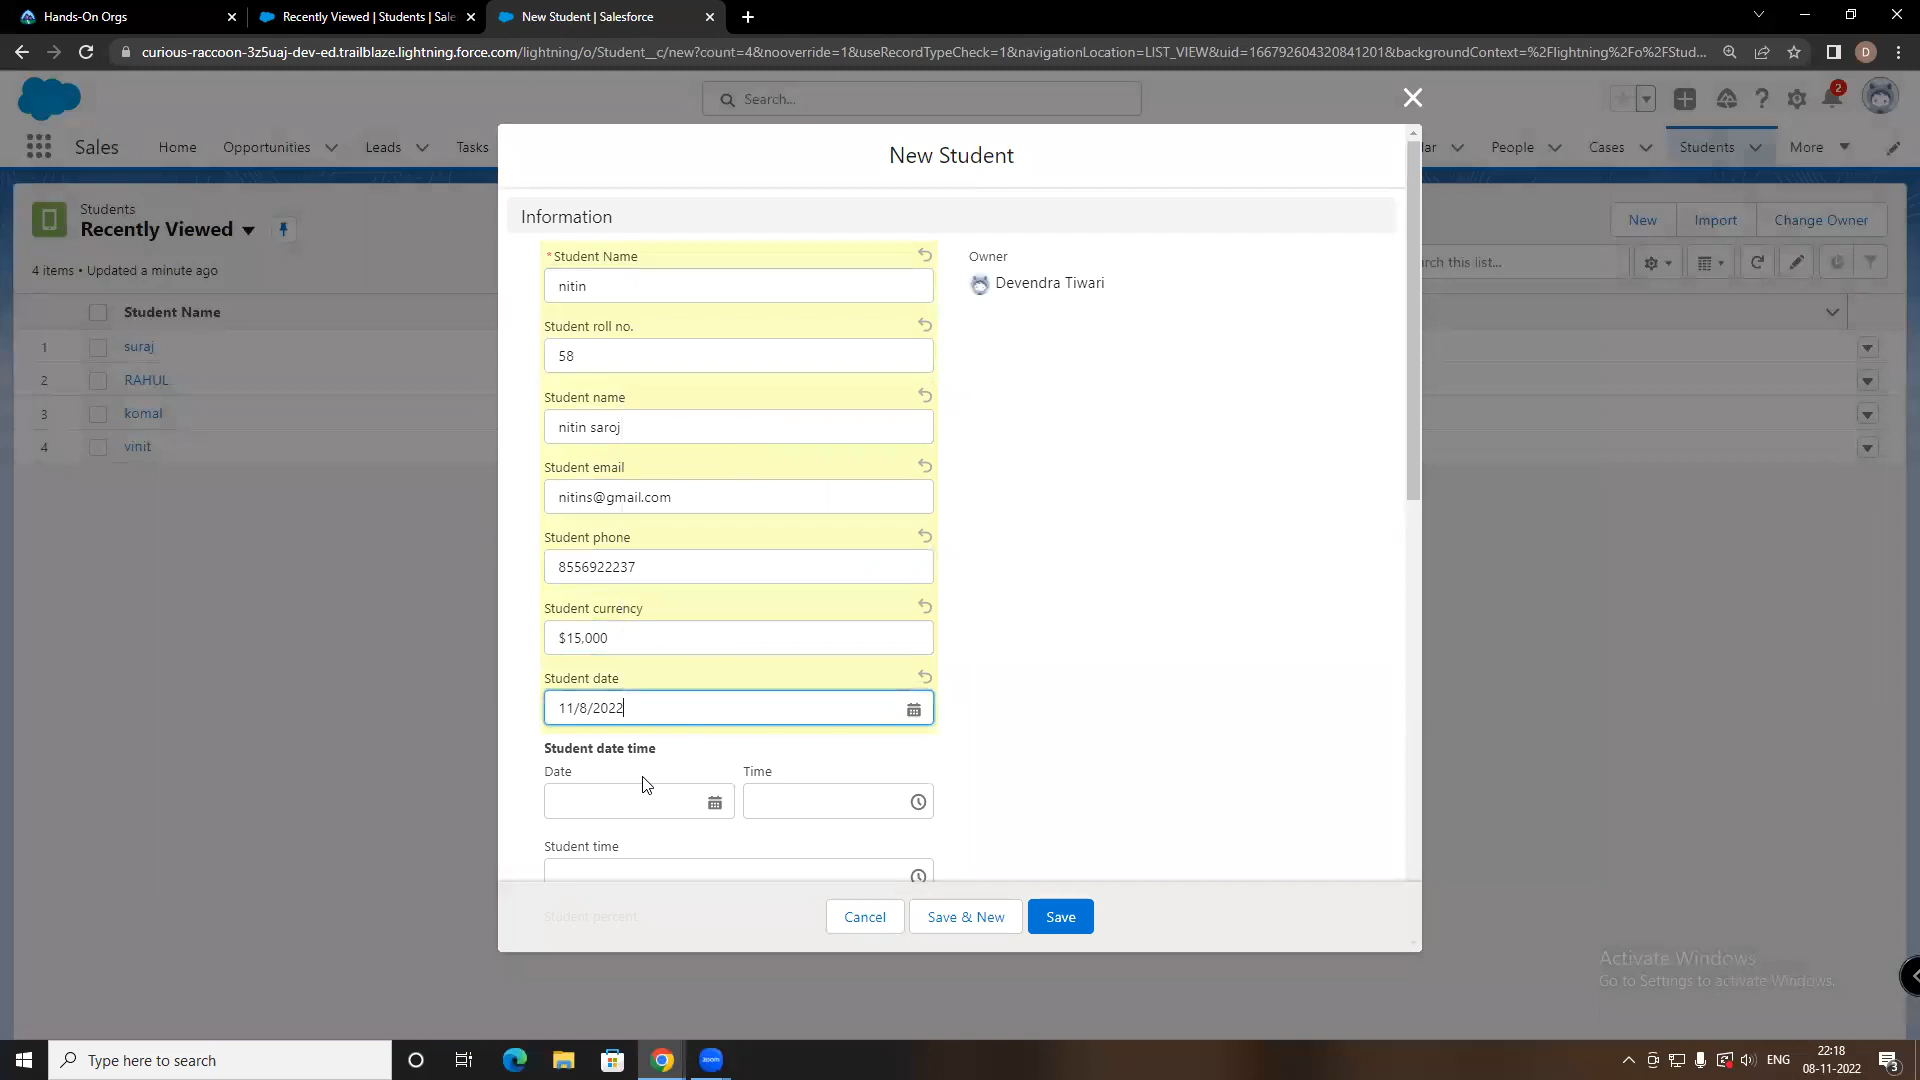 Hands-On Orgs
Recently Viewed | Students | Sale
New Student | Salesforce
curious-raccoon-3z5uaj-dev-ed.trailblaze.lightning.force.com/lightning/o/Student__c/new?count=4&nooverride=1&useRecordTypeCheck=1&navigationLocation=LIST_VIEW&uid=166792604320841201&backgroundContext=%2Flightning%2Fo%2FStud...
D
Search...
2
Sales
Home
Opportunities
Leads
Tasks
People
Cases
Students
More
Students
Recently Viewed
4 items • Updated a minute ago
New
Import
Change Owner
this list...
Student Name
1 suraj
2 RAHUL
3 komal
4 vinit
New Student
Information
*Student Name
nitin
Owner
Devendra Tiwari
Student roll no.
58
Student name
nitin saroj
Student email
nitins@gmail.com
Student phone
8556922237
Student currency
$15,000
Student date
11/8/2022
Student date time
Date
Time
Student time
Student percent
Cancel
Save & New
Save
Activate Windows
Go to Settings to activate Windows.
Type here to search
zoom
ENG
22:18
08-11-2022
3